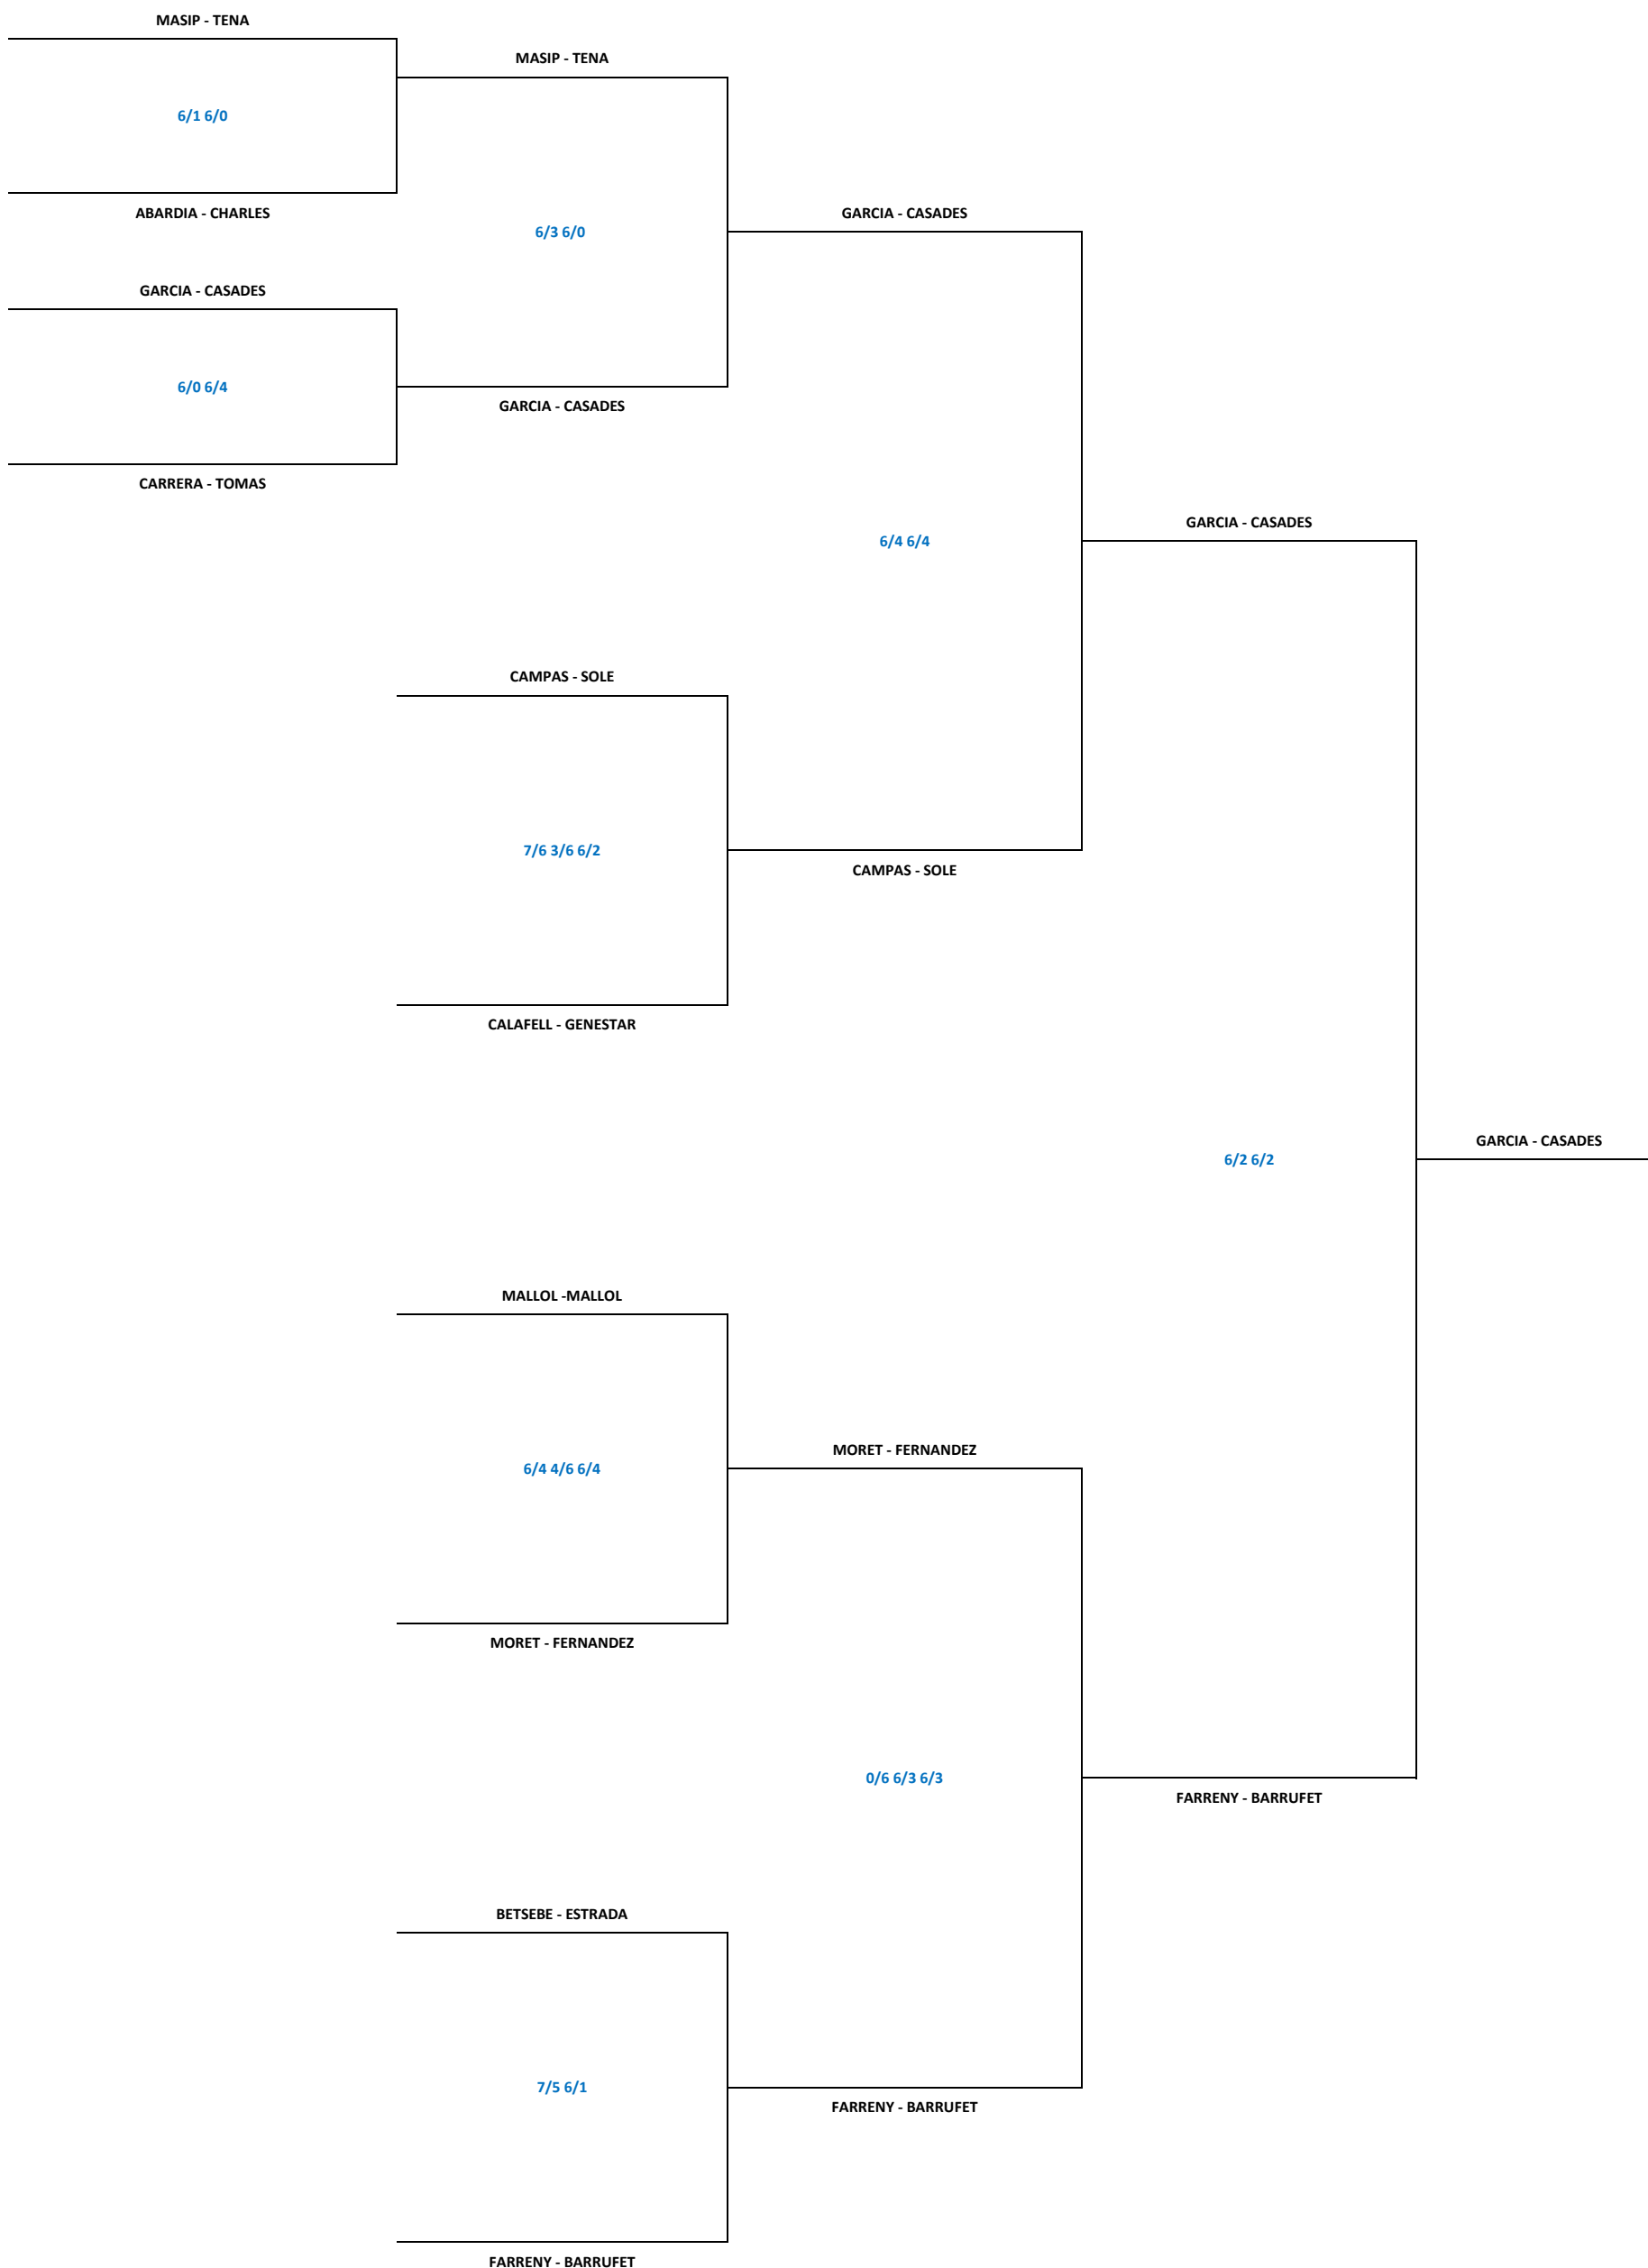 MASIP - TENA
MASIP - TENA
6/1 6/0
ABARDIA - CHARLES
GARCIA - CASADES
6/3 6/0
GARCIA - CASADES
6/0 6/4
GARCIA - CASADES
CARRERA - TOMAS
GARCIA - CASADES
6/4 6/4
CAMPAS - SOLE
7/6 3/6 6/2
CAMPAS - SOLE
CALAFELL - GENESTAR
GARCIA - CASADES
6/2 6/2
MALLOL -MALLOL
MORET - FERNANDEZ
6/4 4/6 6/4
MORET - FERNANDEZ
0/6 6/3 6/3
FARRENY - BARRUFET
BETSEBE - ESTRADA
7/5 6/1
FARRENY - BARRUFET
FARRENY - BARRUFET